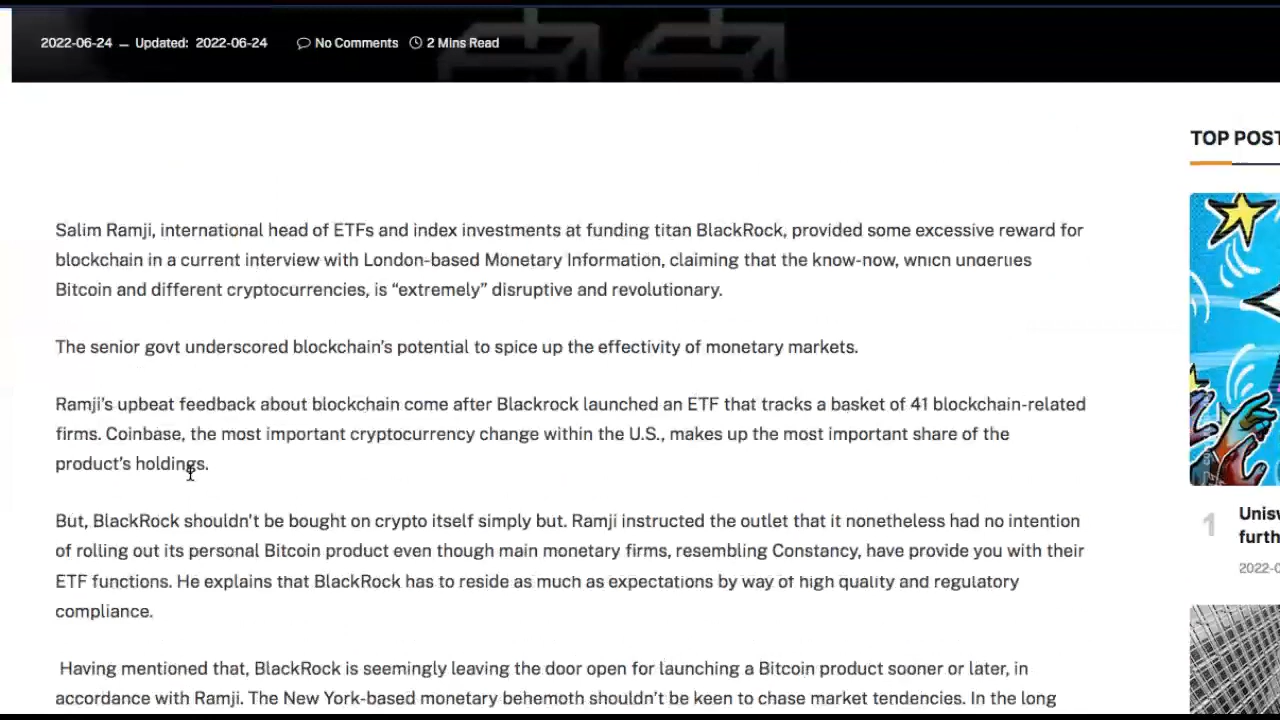 2022-06-24 — Updated: 2022-06-24 No Comments 2 Mins Read
TOP POST
Salim Ramji, international head of ETFs and index investments at funding titan BlackRock, provided some excessive reward for
blockchain in a current interview with London-based Monetary Information, claiming that the know-now, which underlies
Bitcoin and different cryptocurrencies, is “extremely” disruptive and revolutionary.
The senior govt underscored blockchain’s potential to spice up the effectivity of monetary markets.
Ramji’s upbeat feedback about blockchain come after Blackrock launched an ETF that tracks a basket of 41 blockchain-related
firms. Coinbase, the most important cryptocurrency change within the U.S., makes up the most important share of the
product’s holdings.
But, BlackRock shouldn’t be bought on crypto itself simply but. Ramji instructed the outlet that it nonetheless had no intention
of rolling out its personal Bitcoin product even though main monetary firms, resembling Constancy, have provide you with their
ETF functions. He explains that BlackRock has to reside as much as expectations by way of high quality and regulatory
compliance.
Having mentioned that, BlackRock is seemingly leaving the door open for launching a Bitcoin product sooner or later, in
accordance with Ramji. The New York-based monetary behemoth shouldn’t be keen to chase market tendencies. In the long
1
Unisw
furth
2022-0